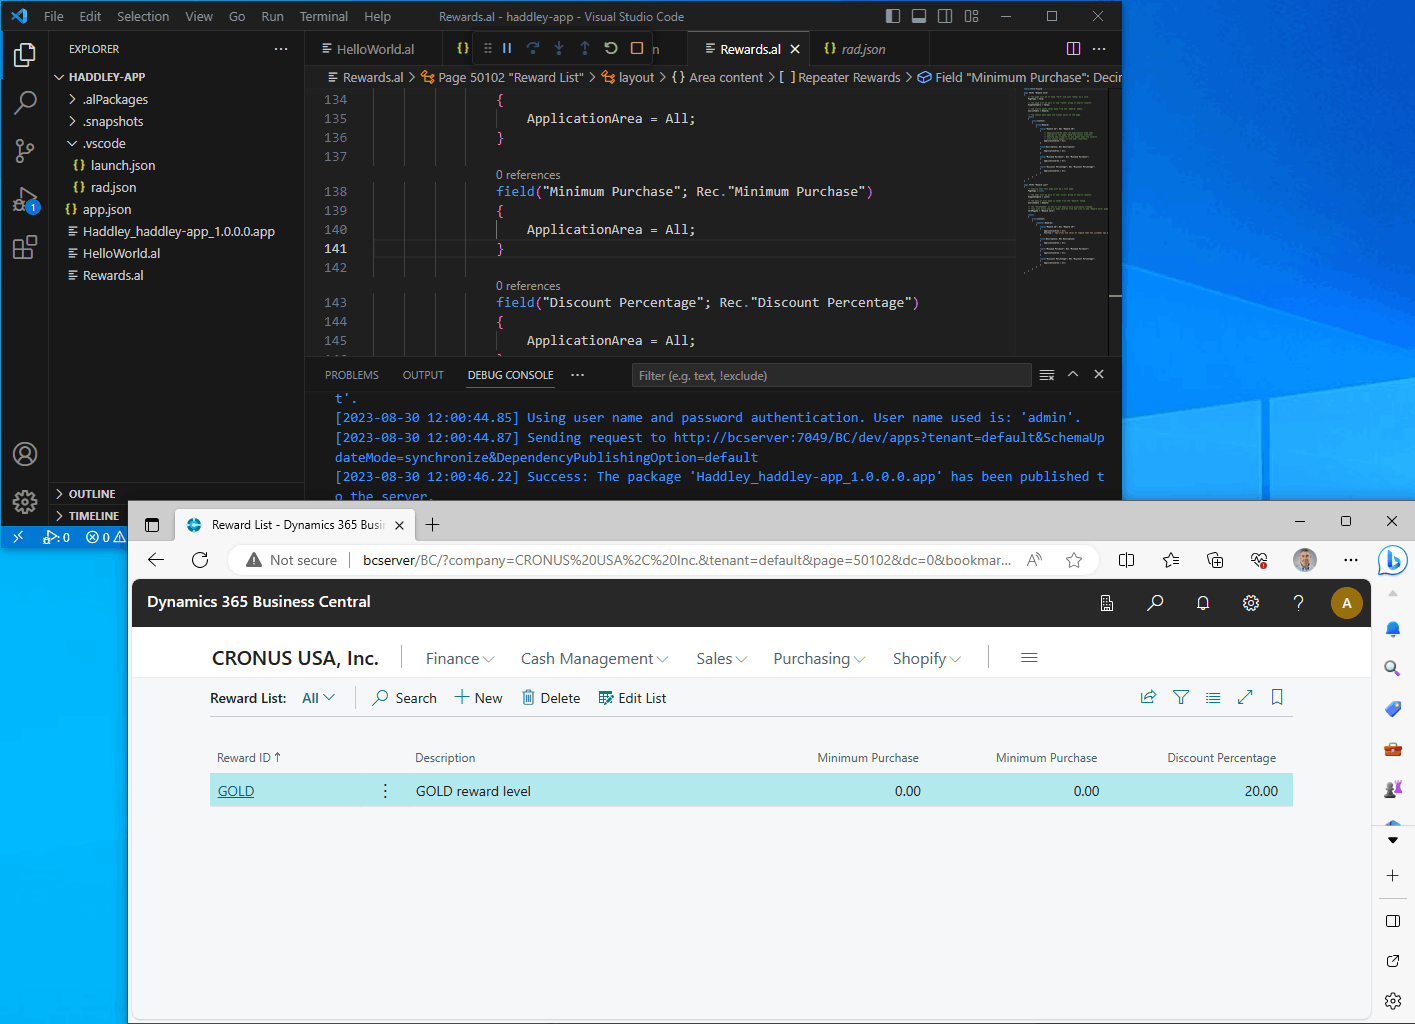 File Edit Selection View Go Run Terminal Help
Rewards.al - haddley-app - Visual Studio Code
EXPLORER
HADDLEY-APP
.alPackages
.snapshots
.vscode
{} launch.json
{} rad.json
{} app.json
Haddley_haddley-app_1.0.0.0.app
HelloWorld.al
Rewards.al
OUTLINE
TIMELINE
1
0
0
HelloWorld.al {} n Rewards.al {} rad.json
Rewards.al > Page 50102 "Reward List" > layout > {} Area content > [ ] Repeater Rewards > Field "Minimum Purchase": Decir
134 {
135 ApplicationArea = All;
136 }
137
0 references
138 field("Minimum Purchase"; Rec."Minimum Purchase")
139 {
140 ApplicationArea = All;
141 }
142
0 references
143 field("Discount Percentage"; Rec."Discount Percentage")
144 {
145 ApplicationArea = All;
PROBLEMS OUTPUT DEBUG CONSOLE
Filter (e.g. text, !exclude)
t'.
[2023-08-30 12:00:44.85] Using user name and password authentication. User name used is: 'admin'.
[2023-08-30 12:00:44.87] Sending request to http://bcserver:7049/BC/dev/apps?tenant=default&SchemaUp
dateMode=synchronize&DependencyPublishingOption=default
[2023-08-30 12:00:46.22] Success: The package 'Haddley_haddley-app_1.0.0.0.app' has been published t
o the server.
Reward List - Dynamics 365 Busin
Not secure
bcserver/BC/?company=CRONUS%20USA%2C%20Inc.&tenant=default&page=50102&dc=0&bookmar...
Dynamics 365 Business Central
A
CRONUS USA, Inc. Finance Cash Management Sales Purchasing Shopify
Reward List: All Search New Delete Edit List
Reward ID ↑ Description Minimum Purchase Minimum Purchase Discount Percentage
GOLD GOLD reward level 0.00 0.00 20.00